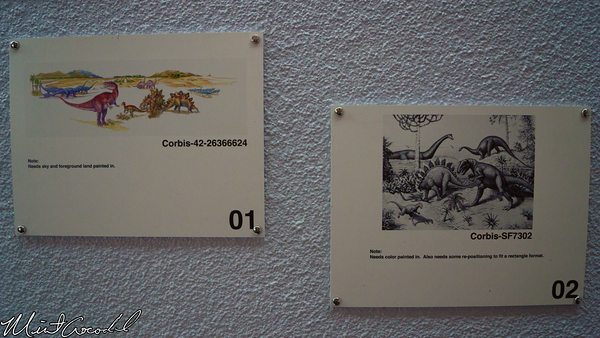 Corbis-42-26366624
Note:
Needs sky and foreground land painted in.
01
Corbis-SF7302
Note:
Needs color painted in. Also needs some re-positioning to fit a rectangle format.
02